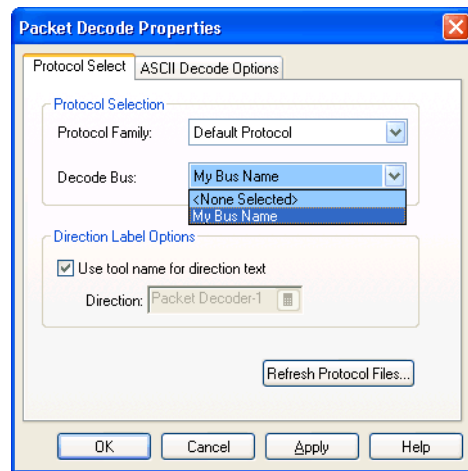 Packet Decode Properties
Protocol Select ASCII Decode Options
Protocol Selection
Protocol Family: Default Protocol
Decode Bus: My Bus Name
<None Selected>
My Bus Name
Direction Label Options
Use tool name for direction text
Direction: Packet Decoder-1
Refresh Protocol Files...
OK Cancel Apply Help